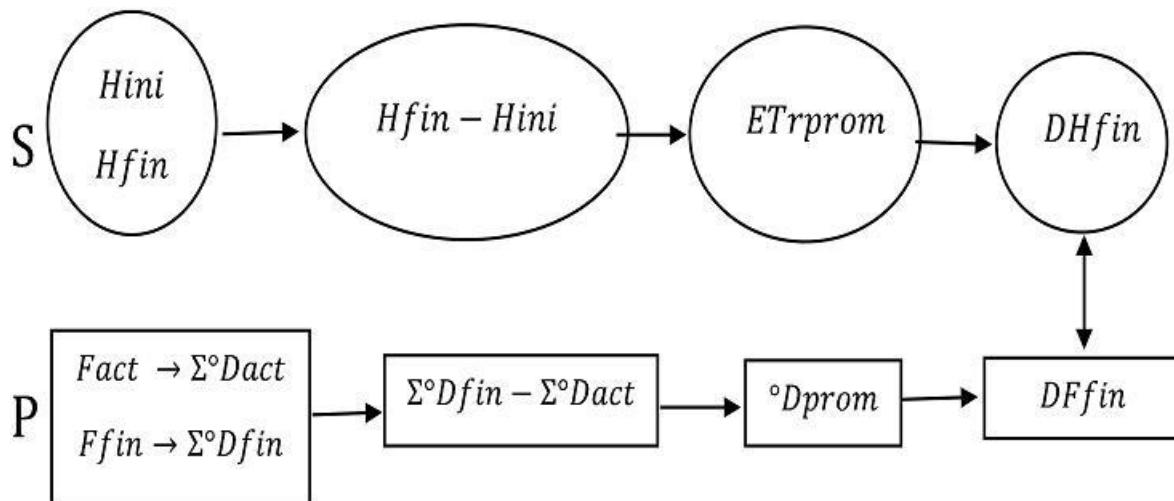 S
Hini
Hfin
Hfin − Hini
ETrprom
DHfin
P
Fact → Σ°Dact
Ffin → Σ°Dfin
Σ°Dfin − Σ°Dact
°Dprom
DFfin